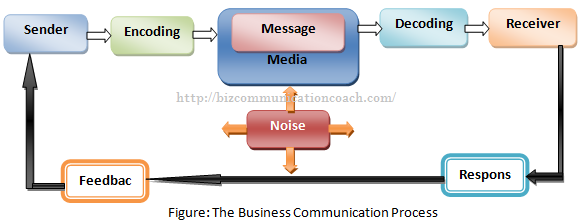 Sender
Encoding
Message
Media
Decoding
Receiver
http://bizcommunicationcoach.com/
Noise
Feedbac
Respons
Figure: The Business Communication Process